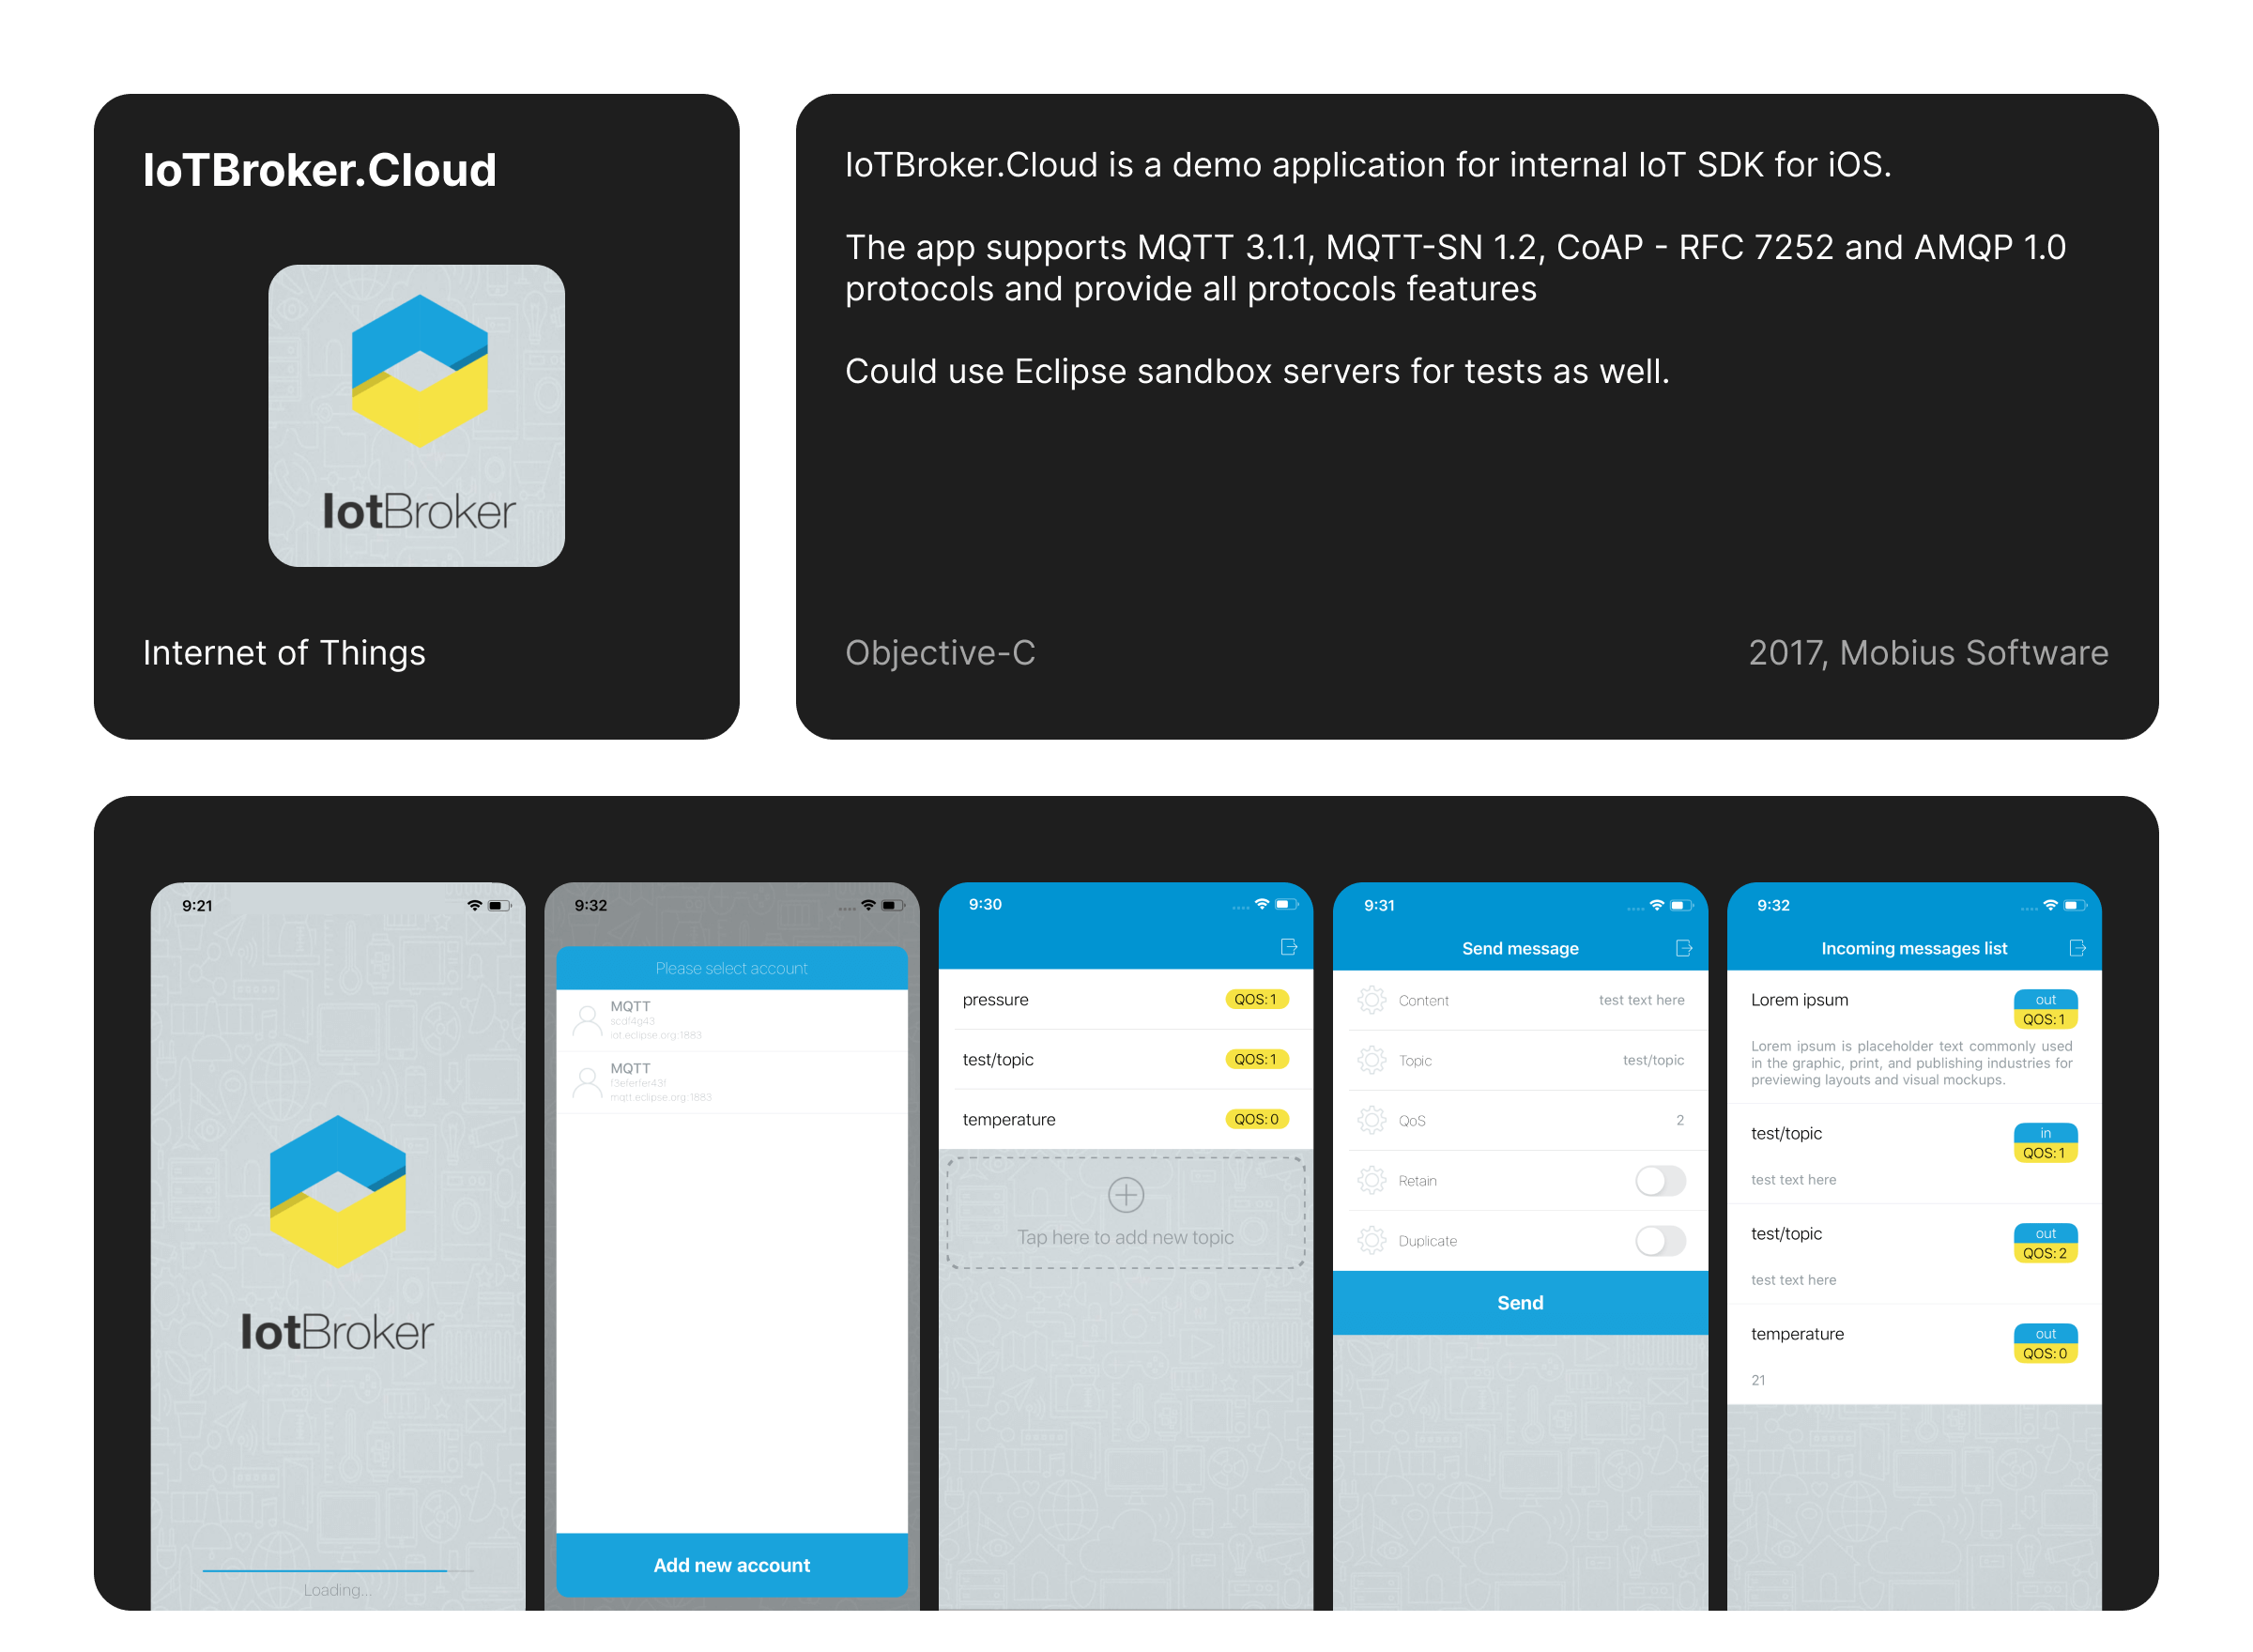 IoTBroker.Cloud
IotBroker
Internet of Things
IoTBroker.Cloud is a demo application for internal IoT SDK for iOS.
The app supports MQTT 3.1.1, MQTT-SN 1.2, CoAP - RFC 7252 and AMQP 1.0
protocols and provide all protocols features
Could use Eclipse sandbox servers for tests as well.
Objective-C
2017, Mobius Software
9:21
IotBroker
Loading...
9:32
Please select account
MQTT
scdf4g43
iot.eclipse.org:1883
MQTT
f3eferfer43f
mqtt.eclipse.org:1883
Add new account
9:30
pressure QOS: 1
test/topic QOS: 1
temperature QOS: 0
Tap here to add new topic
9:31
Send message
Content test text here
Topic test/topic
QoS 2
Retain
Duplicate
Send
9:32
Incoming messages list
Lorem ipsum
out
QOS: 1
Lorem ipsum is placeholder text commonly used
in the graphic, print, and publishing industries for
previewing layouts and visual mockups.
test/topic
in
QOS: 1
test text here
test/topic
out
QOS: 2
test text here
temperature
out
QOS: 0
21